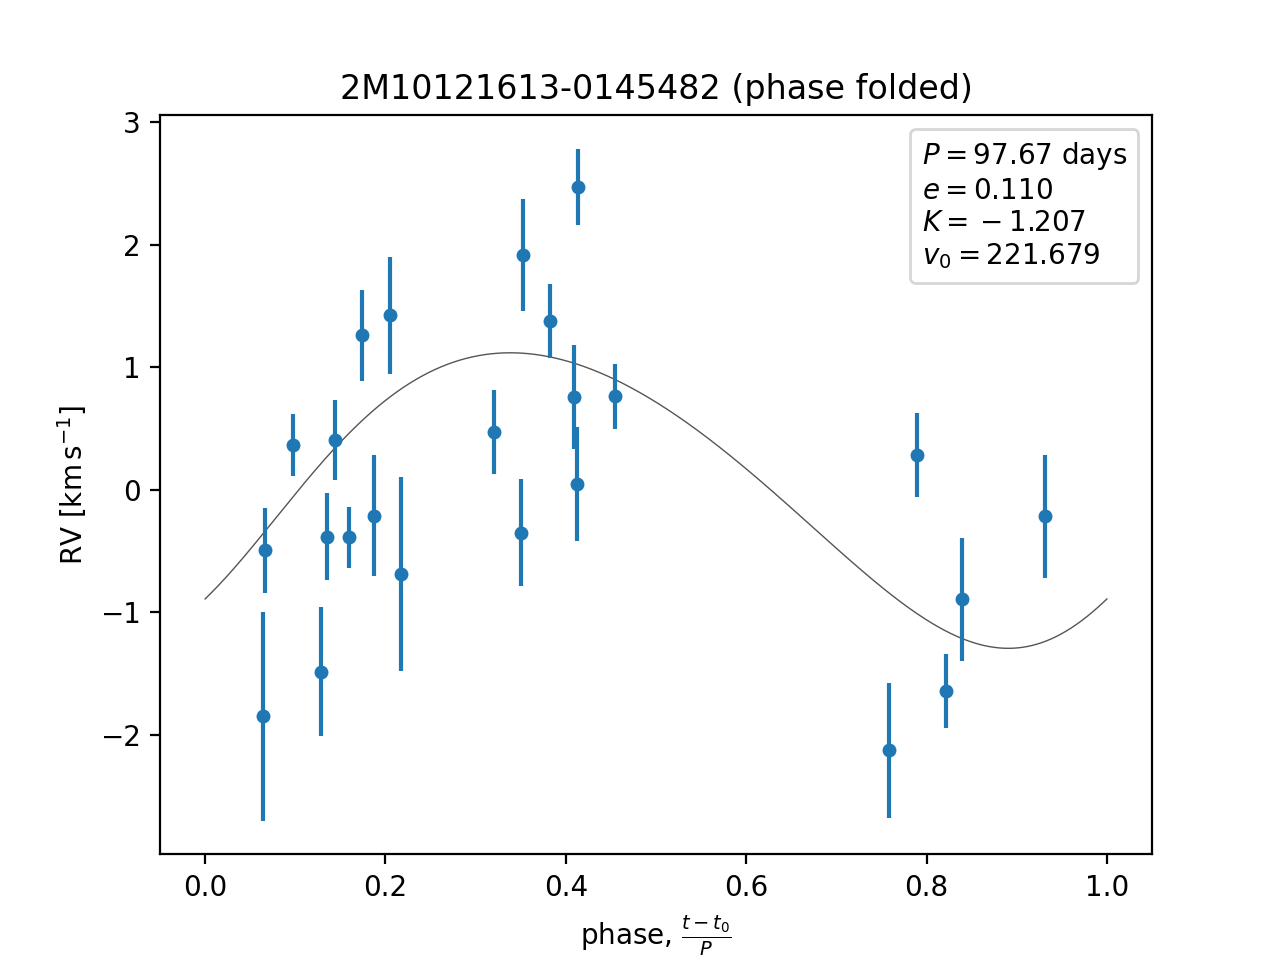 2M10121613-0145482 (phase folded)
P = 97.67 days
e = 0.110
K = −1.207
v₀ = 221.679
3
2
1
0
−1
−2
RV [km s⁻¹]
0.0 0.2 0.4 0.6 0.8 1.0
phase, (t − t₀)/P